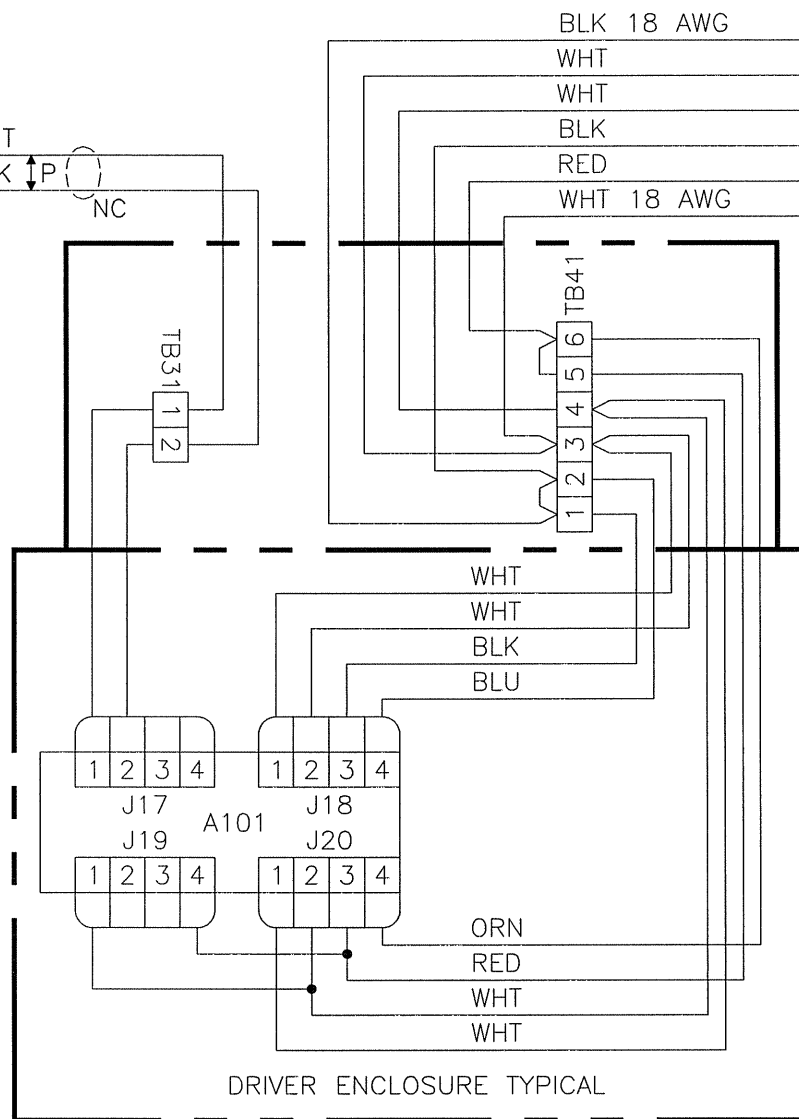 BLK 18 AWG
WHT
WHT
BLK
RED
WHT 18 AWG
T
K P
NC
TB41
6
5
4
3
2
1
TB31
1
2
WHT
WHT
BLK
BLU
1 2 3 4
1 2 3 4
J17
J18
A101
J19
J20
1 2 3 4
1 2 3 4
ORN
RED
WHT
WHT
DRIVER ENCLOSURE TYPICAL